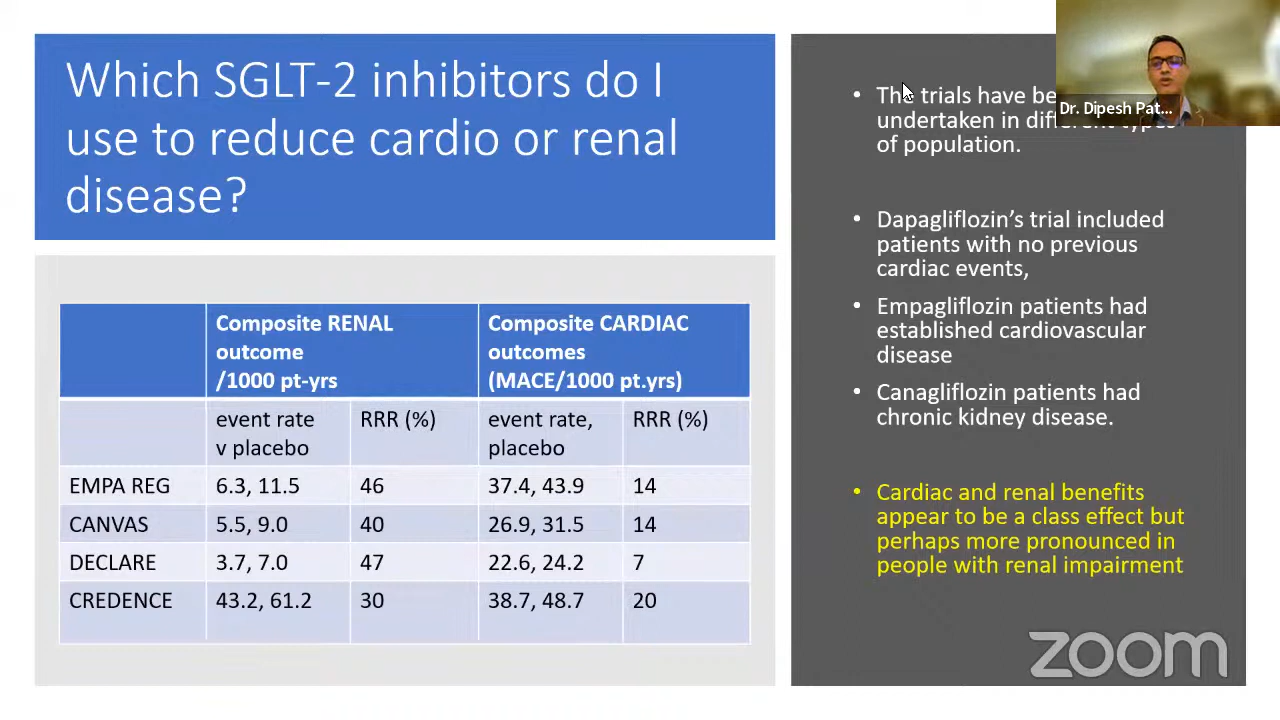 Which SGLT-2 inhibitors do I
use to reduce cardio or renal
disease?
Composite RENAL
outcome
/1000 pt-yrs
Composite CARDIAC
outcomes
(MACE/1000 pt.yrs)
event rate
v placebo
RRR (%)
event rate,
placebo
RRR (%)
EMPA REG 6.3, 11.5 46 37.4, 43.9 14
CANVAS 5.5, 9.0 40 26.9, 31.5 14
DECLARE 3.7, 7.0 47 22.6, 24.2 7
CREDENCE 43.2, 61.2 30 38.7, 48.7 20
• The trials have
undertaken in different types
of population.
• Dapagliflozin's trial included
patients with no previous
cardiac events,
• Empagliflozin patients had
established cardiovascular
disease
• Canagliflozin patients had
chronic kidney disease.
• Cardiac and renal benefits
appear to be a class effect but
perhaps more pronounced in
people with renal impairment
Dr. Dipesh Pat...
zoom